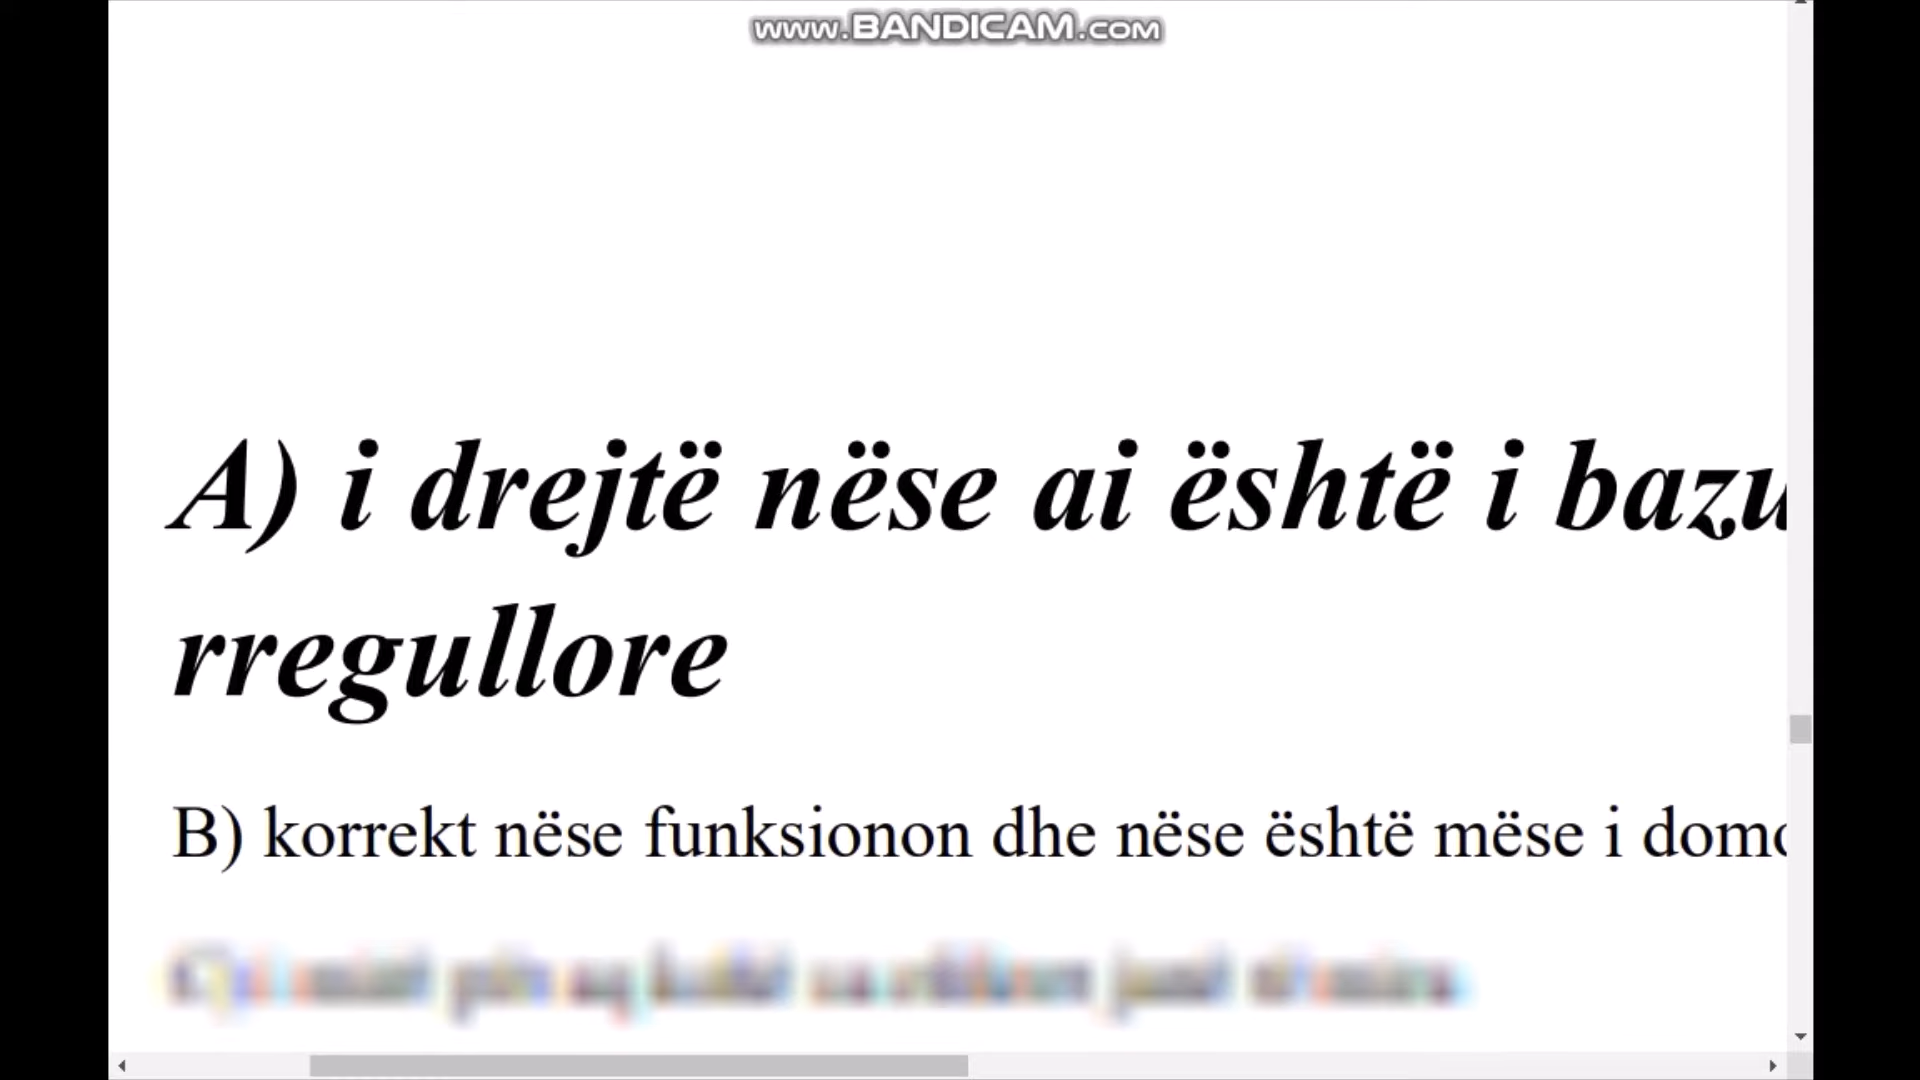 www.BANDICAM.com
A) i drejtë nëse ai është i bazu
rregullore
B) korrekt nëse funksionon dhe nëse është mëse i domo